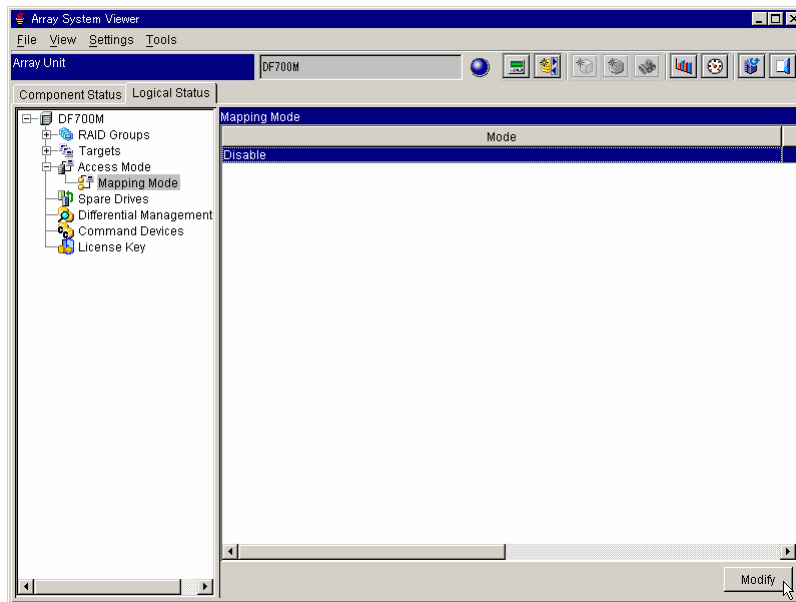 Array System Viewer
File View Settings Tools
Array Unit DF700M
Component Status Logical Status
DF700M
RAID Groups
Targets
Access Mode
Mapping Mode
Spare Drives
Differential Management
Command Devices
License Key
Mapping Mode
Mode
Disable
Modify